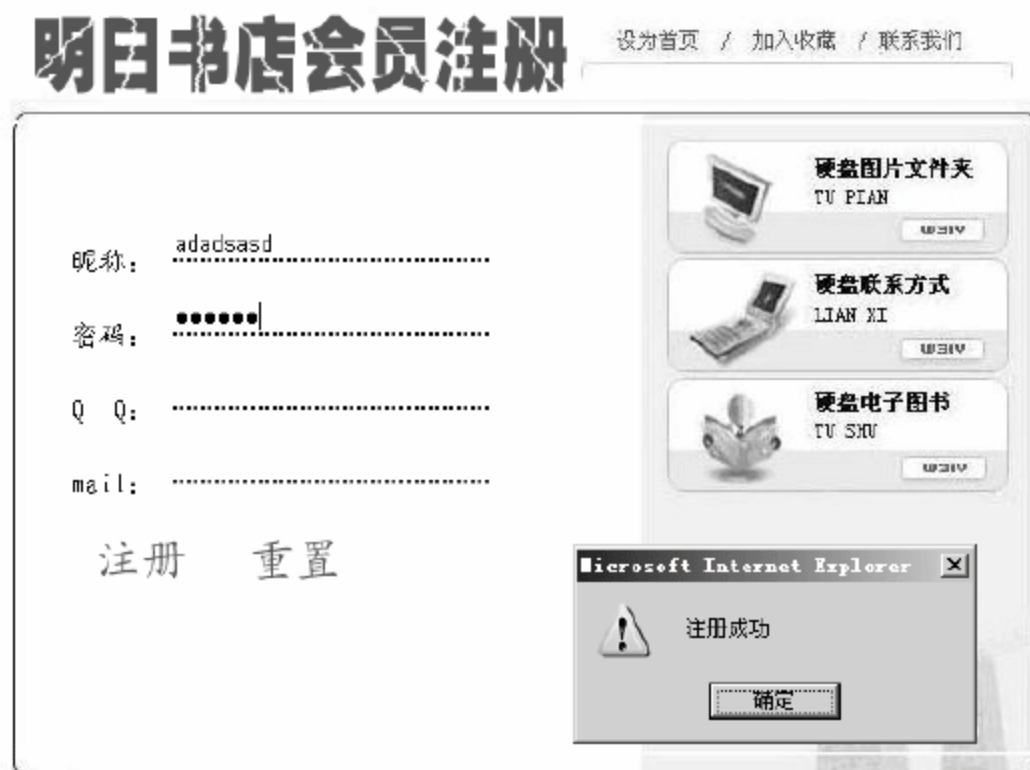 明日书店会员注册
设为首页 / 加入收藏 / 联系我们
昵称： adadsasd
密码： ●●●●●●
Q Q：
mail：
注册 重置
硬盘图片文件夹
TU PIAN
硬盘联系方式
LIAN XI
硬盘电子图书
TU SHU
Microsoft Internet Explorer
注册成功
确定